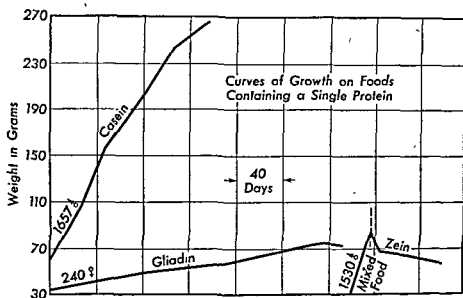 270
230
190
150
110
70
30
Weight in Grams
Curves of Growth on Foods
Containing a Single Protein
Casein
1657♂
40
Days
Gliadin
240♀
1530♂
Mixed
Food
Zein